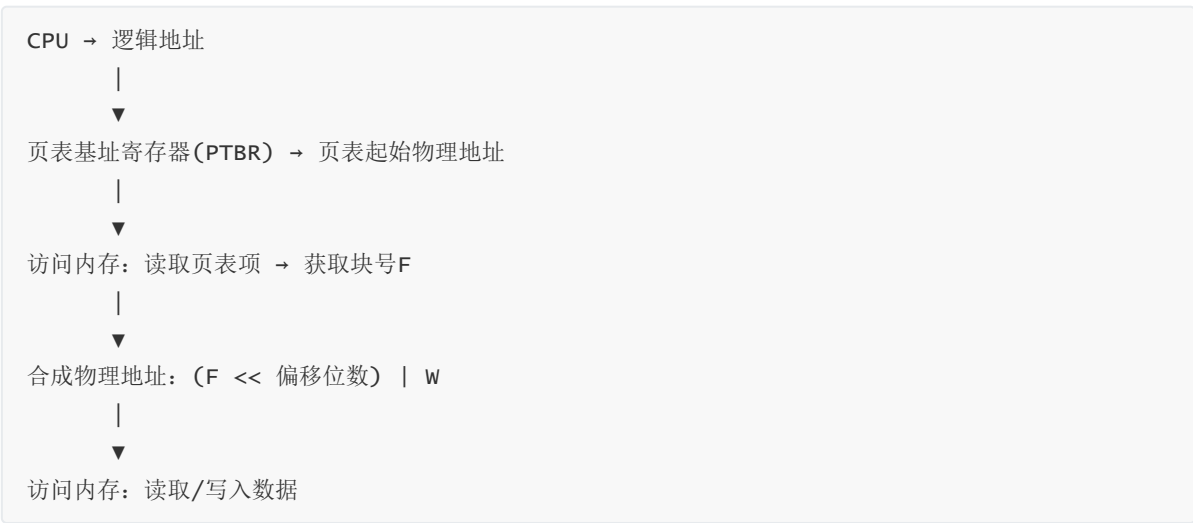 CPU → 逻辑地址
|
▼
页表基址寄存器(PTBR) → 页表起始物理地址
|
▼
访问内存：读取页表项 → 获取块号F
|
▼
合成物理地址：(F << 偏移位数) | W
|
▼
访问内存：读取/写入数据